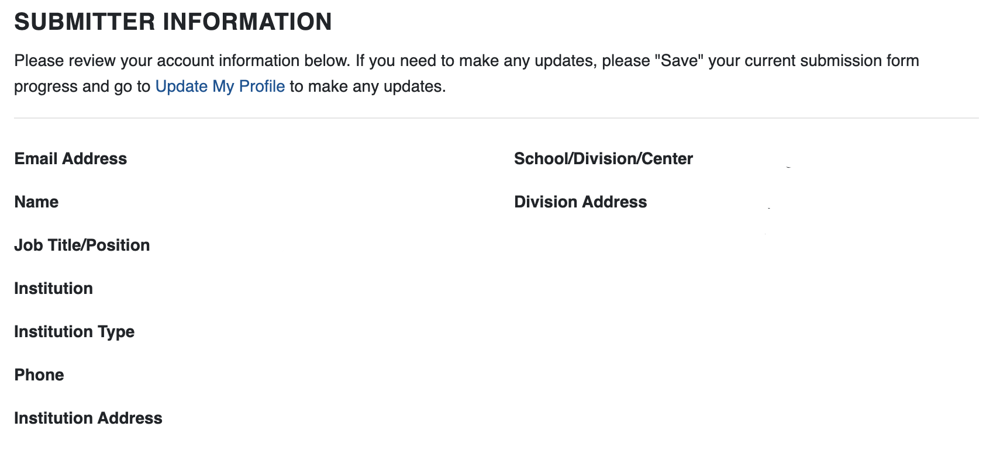 SUBMITTER INFORMATION
Please review your account information below. If you need to make any updates, please "Save" your current submission form
progress and go to Update My Profile to make any updates.
Email Address
School/Division/Center
Name
Division Address
Job Title/Position
Institution
Institution Type
Phone
Institution Address